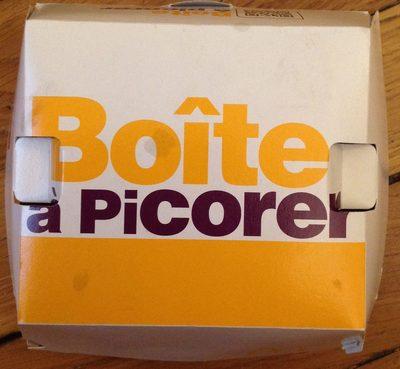 Boîte
à Picorer